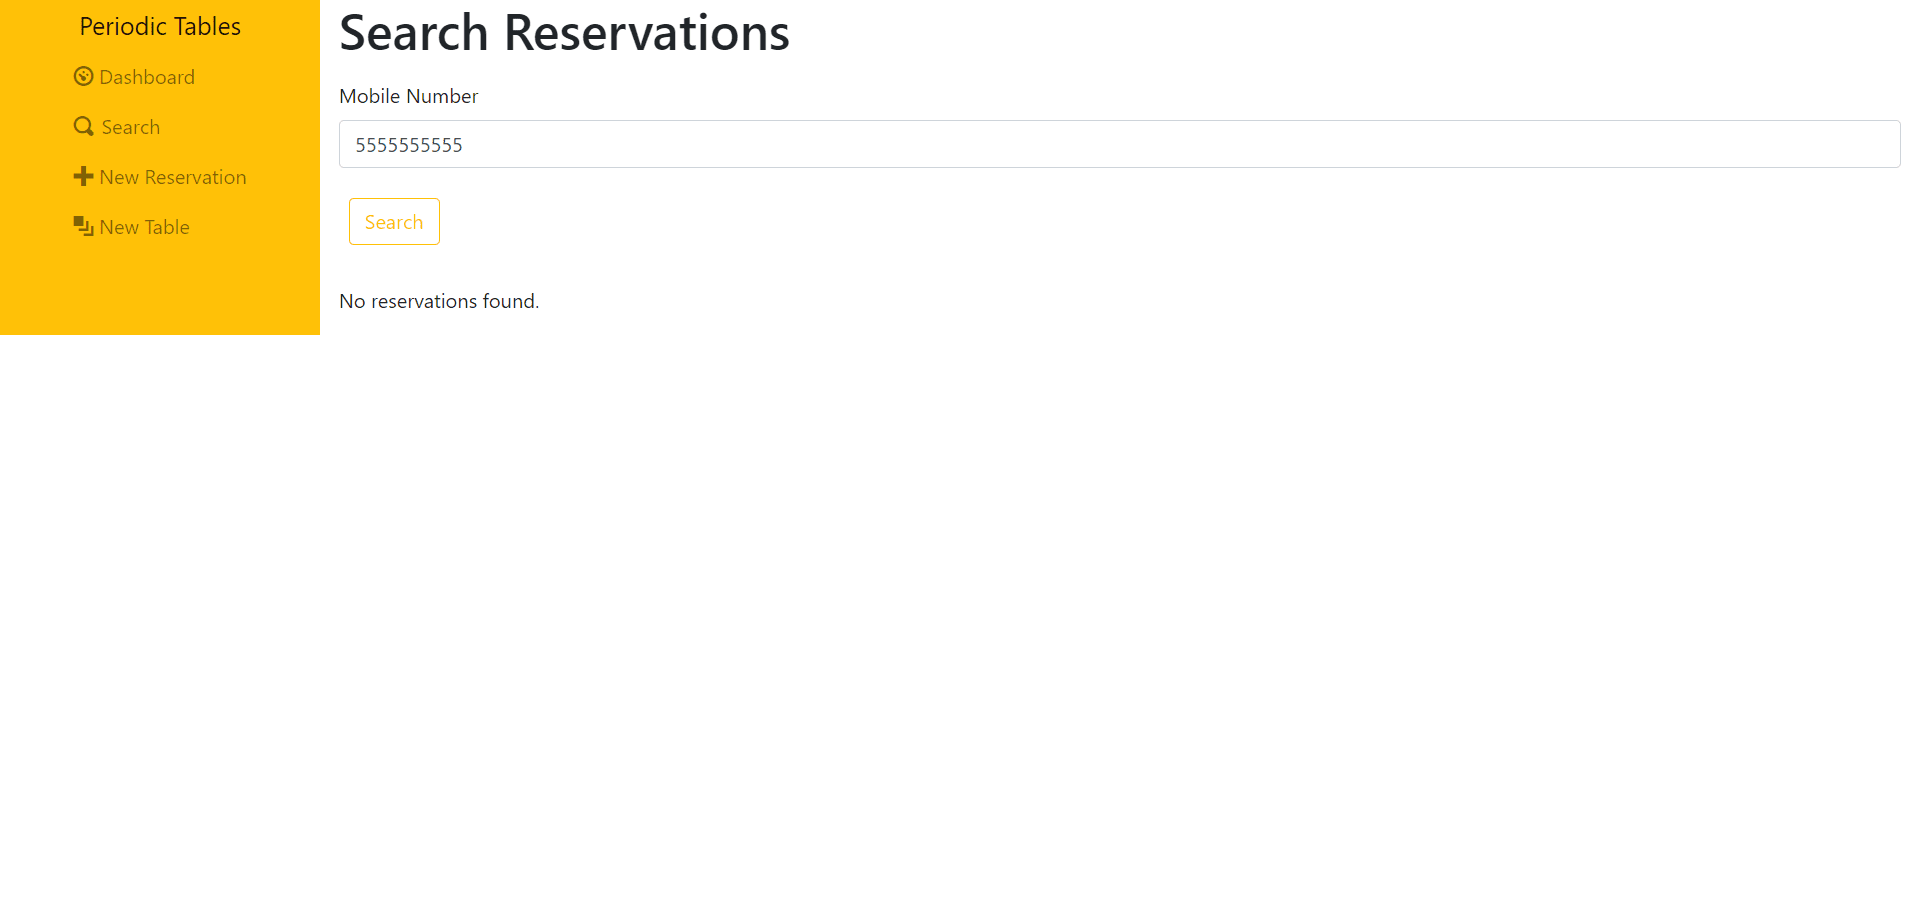 Periodic Tables
Dashboard
Search
New Reservation
New Table
Search Reservations
Mobile Number
5555555555
Search
No reservations found.